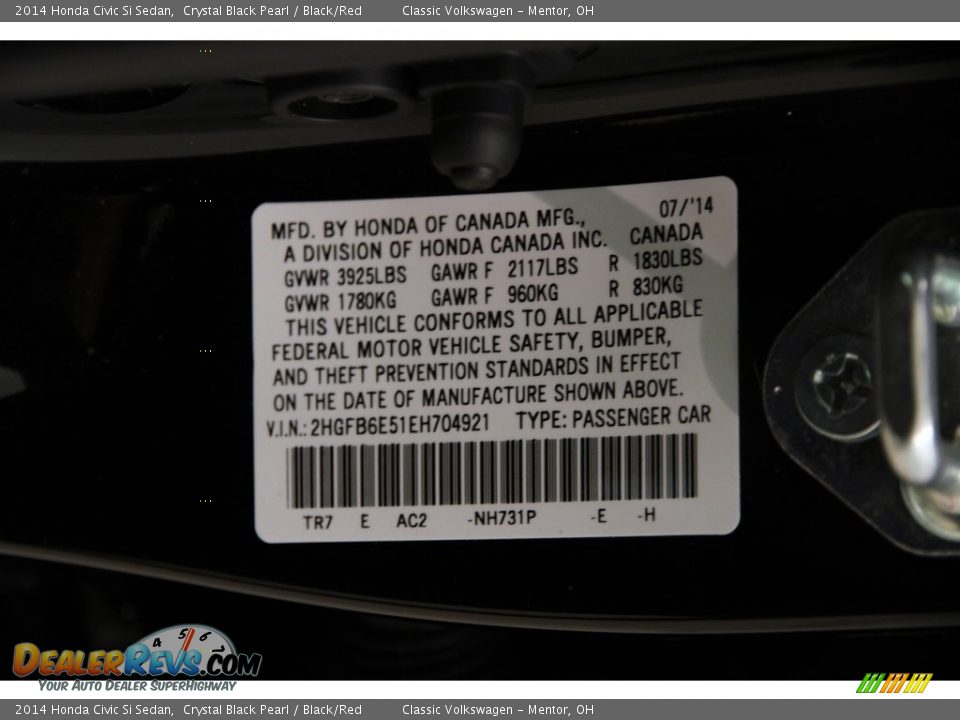 2014 Honda Civic Si Sedan, Crystal Black Pearl / Black/Red Classic Volkswagen – Mentor, OH
MFD. BY HONDA OF CANADA MFG., 07/'14
A DIVISION OF HONDA CANADA INC. CANADA
GVWR 3925LBS GAWR F 2117LBS R 1830LBS
GVWR 1780KG GAWR F 960KG R 830KG
THIS VEHICLE CONFORMS TO ALL APPLICABLE
FEDERAL MOTOR VEHICLE SAFETY, BUMPER,
AND THEFT PREVENTION STANDARDS IN EFFECT
ON THE DATE OF MANUFACTURE SHOWN ABOVE.
V.I.N.: 2HGFB6E51EH704921 TYPE: PASSENGER CAR
TR7 E AC2 -NH731P -E -H
4 5 6
DEALERREVS.COM
YOUR AUTO DEALER SUPERHIGHWAY
2014 Honda Civic Si Sedan, Crystal Black Pearl / Black/Red Classic Volkswagen – Mentor, OH